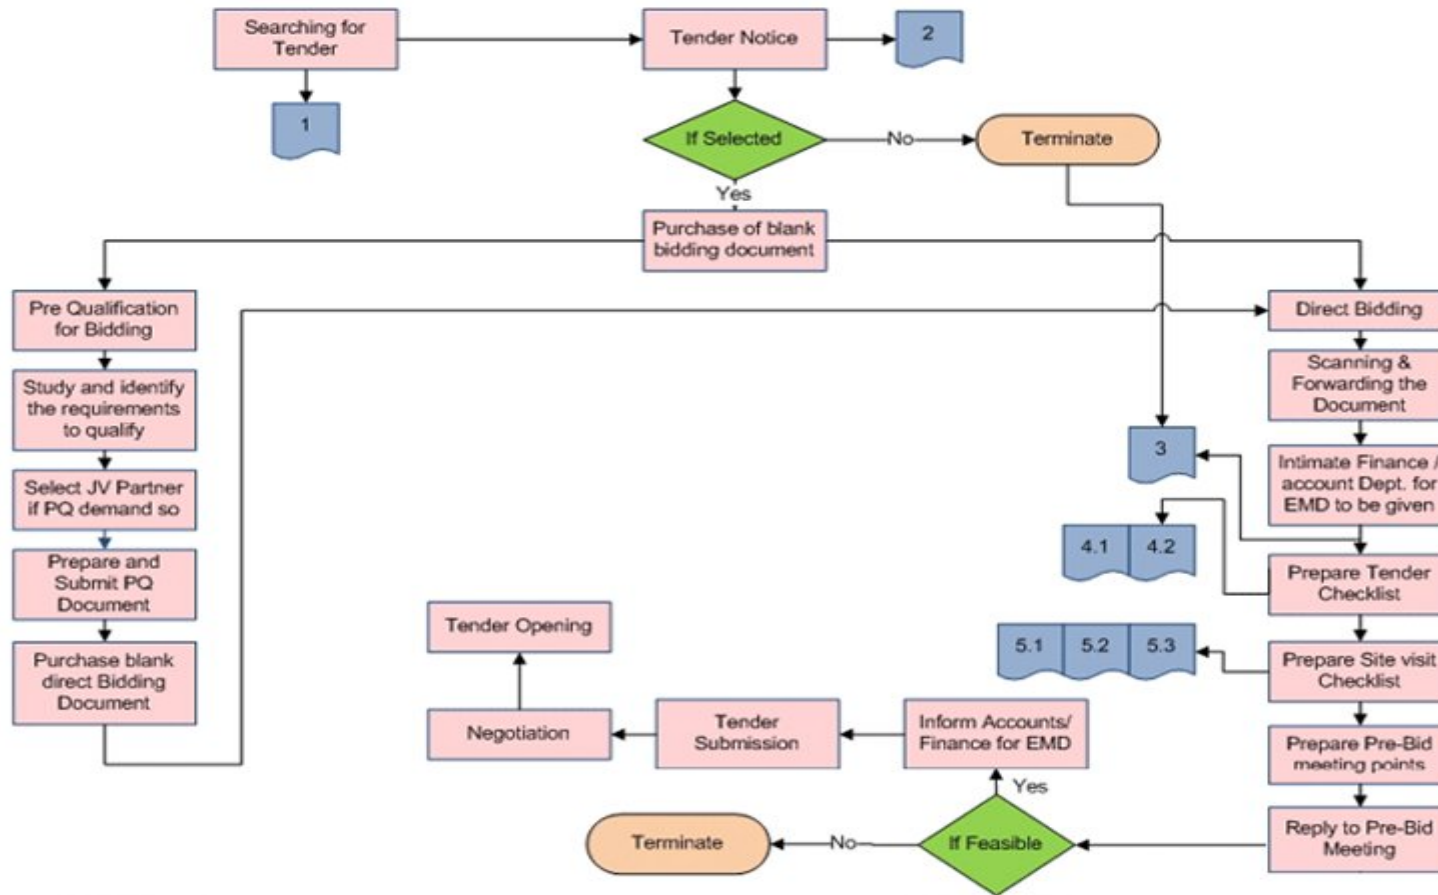 Searching for
Tender
Tender Notice
2
1
If Selected
No
Terminate
Yes
Purchase of blank
bidding document
Pre Qualification
for Bidding
Direct Bidding
Study and identify
the requirements
to qualify
Scanning &
Forwarding the
Document
3
Select JV Partner
if PQ demand so
Intimate Finance /
account Dept. for
EMD to be given
4.1
4.2
Prepare and
Submit PQ
Document
Prepare Tender
Checklist
Tender Opening
5.1
5.2
5.3
Purchase blank
direct Bidding
Document
Prepare Site visit
Checklist
Negotiation
Tender
Submission
Inform Accounts/
Finance for EMD
Prepare Pre-Bid
meeting points
Yes
Terminate
No
If Feasible
Reply to Pre-Bid
Meeting